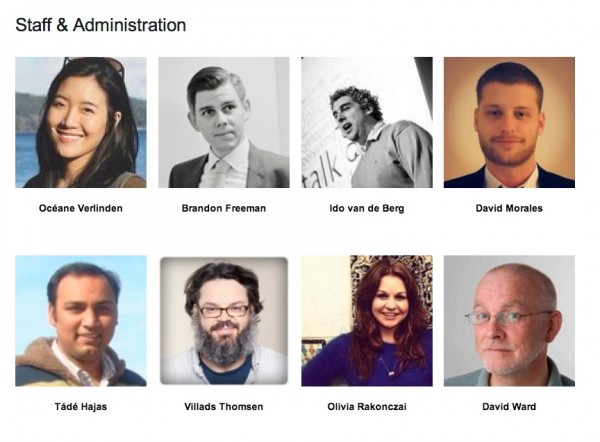 Staff & Administration
talk
Océane Verlinden
Brandon Freeman
Ido van de Berg
David Morales
Tádé Hajas
Villads Thomsen
Olivia Rakonczai
David Ward